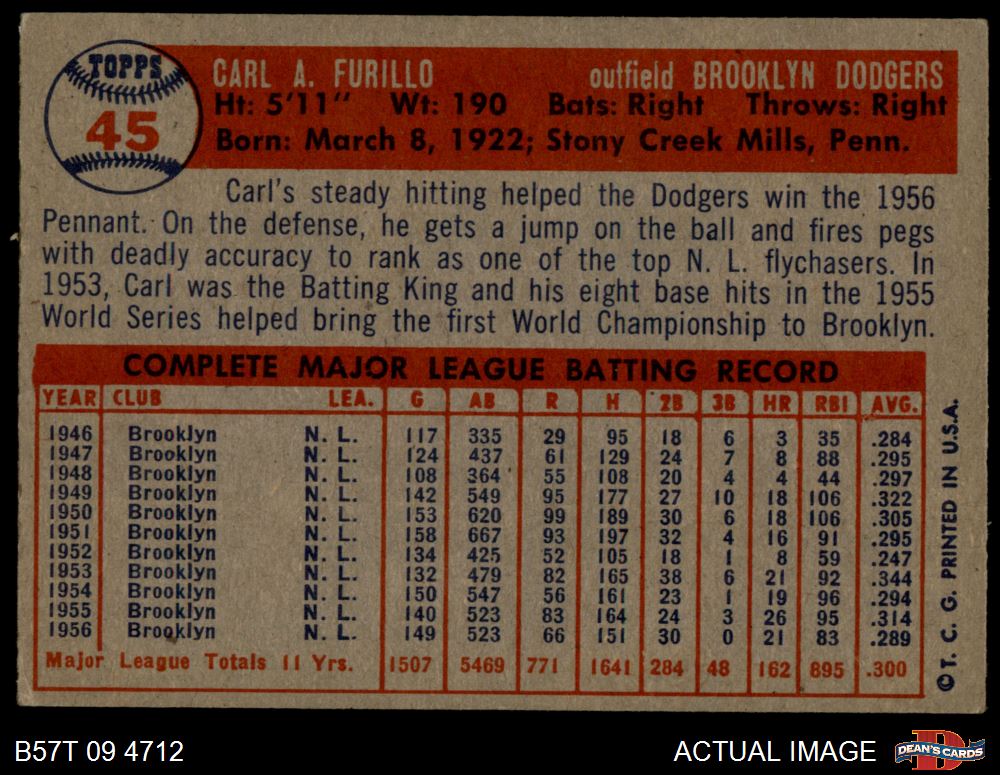 TOPPS
45
CARL A. FURILLO outfield BROOKLYN DODGERS
Ht: 5'11" Wt: 190 Bats: Right Throws: Right
Born: March 8, 1922; Stony Creek Mills, Penn.
Carl's steady hitting helped the Dodgers win the 1956
Pennant. On the defense, he gets a jump on the ball and fires pegs
with deadly accuracy to rank as one of the top N. L. flychasers. In
1953, Carl was the Batting King and his eight base hits in the 1955
World Series helped bring the first World Championship to Brooklyn.
COMPLETE MAJOR LEAGUE BATTING RECORD
YEAR CLUB LEA. G AB R H 2B 3B HR RBI AVG.
1946 Brooklyn N. L. 117 335 29 95 18 6 3 35 .284
1947 Brooklyn N. L. 124 437 61 129 24 7 8 88 .295
1948 Brooklyn N. L. 108 364 55 108 20 4 4 44 .297
1949 Brooklyn N. L. 142 549 95 177 27 10 18 106 .322
1950 Brooklyn N. L. 153 620 99 189 30 6 18 106 .305
1951 Brooklyn N. L. 158 667 93 197 32 4 16 91 .295
1952 Brooklyn N. L. 134 425 52 105 18 1 8 59 .247
1953 Brooklyn N. L. 132 479 82 165 38 6 21 92 .344
1954 Brooklyn N. L. 150 547 56 161 23 1 19 96 .294
1955 Brooklyn N. L. 140 523 83 164 24 3 26 95 .314
1956 Brooklyn N. L. 149 523 66 151 30 0 21 83 .289
Major League Totals 11 Yrs. 1507 5469 771 1641 284 48 162 895 .300
©T. C. G. PRINTED IN U.S.A.
B57T 09 4712
ACTUAL IMAGE
D
DEAN'S CARDS